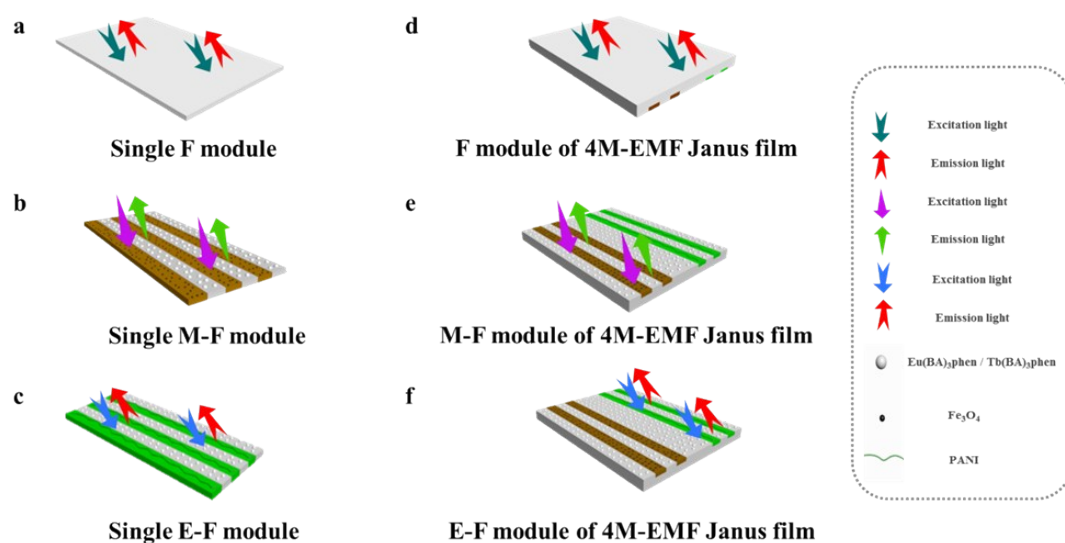 a
Single F module
d
F module of 4M-EMF Janus film
b
Single M-F module
e
M-F module of 4M-EMF Janus film
c
Single E-F module
f
E-F module of 4M-EMF Janus film
Excitation light
Emission light
Excitation light
Emission light
Excitation light
Emission light
Eu(BA)₃phen / Tb(BA)₃phen
Fe₃O₄
PANI